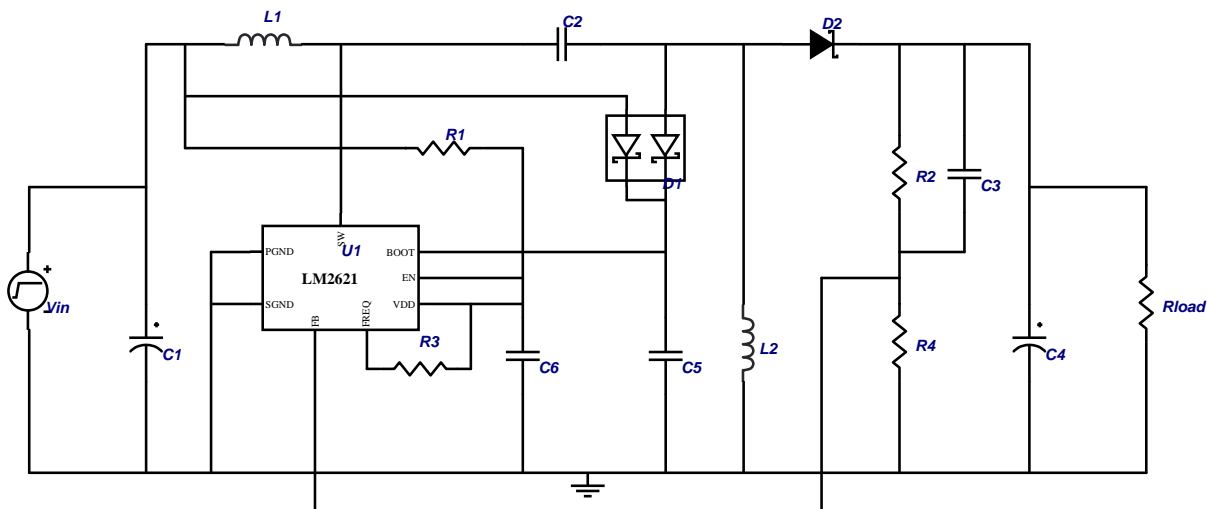 L1
C2
D2
R1
D1
R2
C3
PGND
SW
U1
BOOT
LM2621
EN
SGND
VDD
FB
FREQ
R3
Vin
+
-
C1
C6
C5
L2
R4
C4
Rload